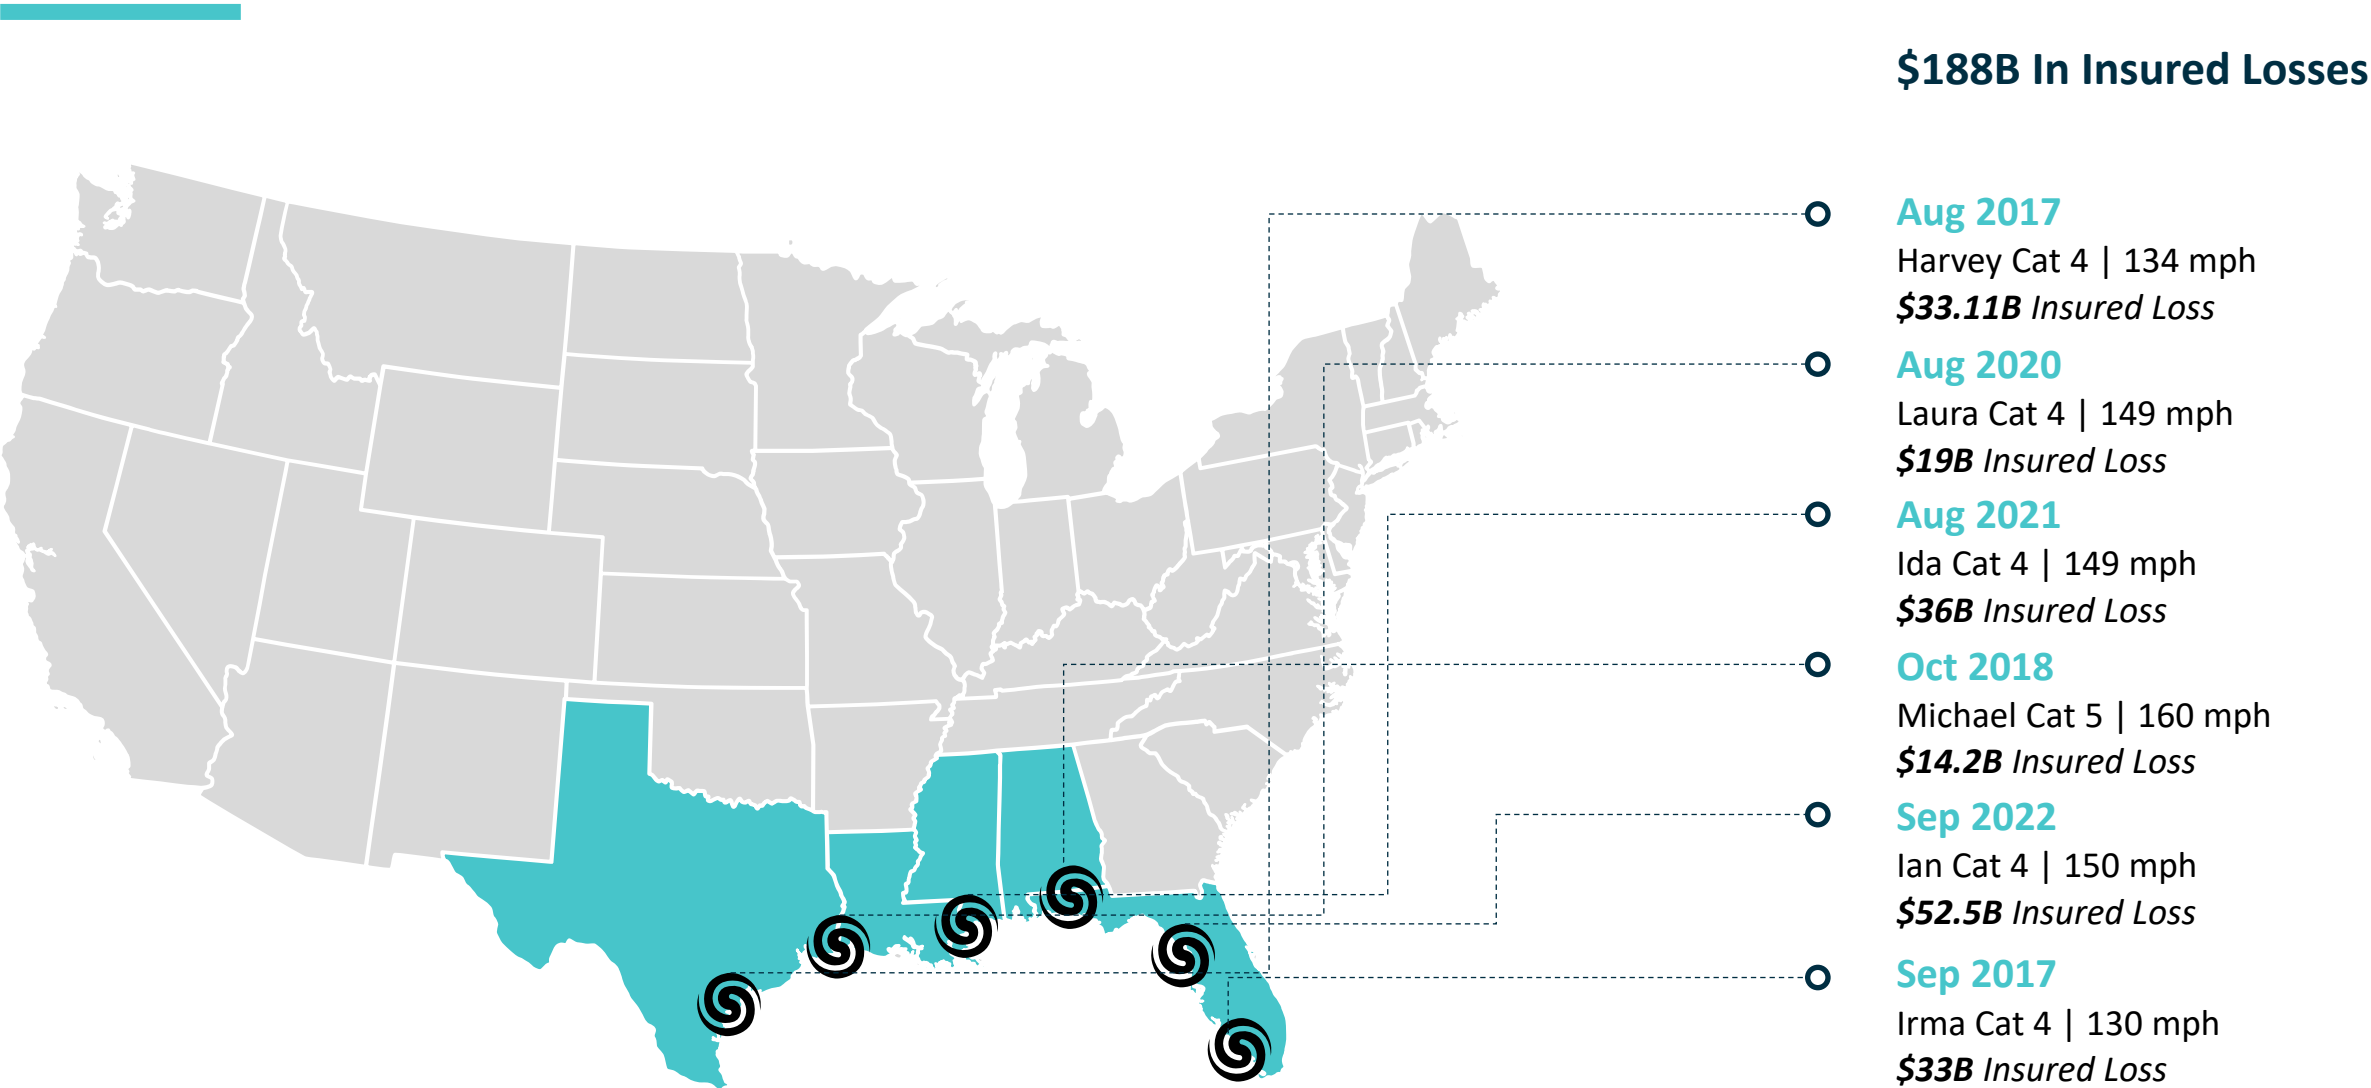 $188B In Insured Losses
Aug 2017
Harvey Cat 4 | 134 mph
$33.11B Insured Loss
Aug 2020
Laura Cat 4 | 149 mph
$19B Insured Loss
Aug 2021
Ida Cat 4 | 149 mph
$36B Insured Loss
Oct 2018
Michael Cat 5 | 160 mph
$14.2B Insured Loss
Sep 2022
Ian Cat 4 | 150 mph
$52.5B Insured Loss
Sep 2017
Irma Cat 4 | 130 mph
$33B Insured Loss